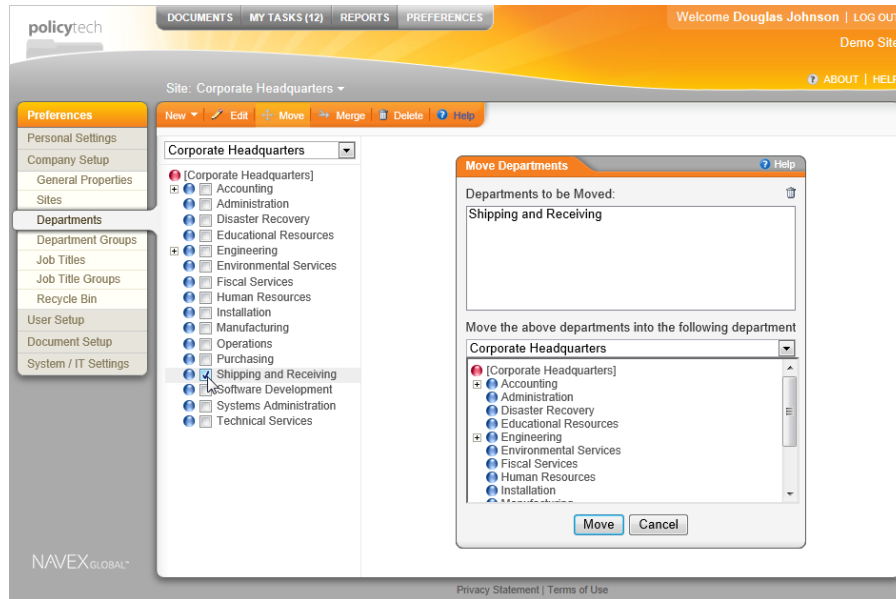 policytech
DOCUMENTS MY TASKS (12) REPORTS PREFERENCES
Welcome Douglas Johnson | LOG OUT
Demo Site
Site: Corporate Headquarters
ABOUT | HELP
Preferences
Personal Settings
Company Setup
General Properties
Sites
Departments
Department Groups
Job Titles
Job Title Groups
Recycle Bin
User Setup
Document Setup
System / IT Settings
New Edit Move Merge Delete Help
Corporate Headquarters
[Corporate Headquarters]
Accounting
Administration
Disaster Recovery
Educational Resources
Engineering
Environmental Services
Fiscal Services
Human Resources
Installation
Manufacturing
Operations
Purchasing
Shipping and Receiving
Software Development
Systems Administration
Technical Services
Move Departments
Help
Departments to be Moved:
Shipping and Receiving
Move the above departments into the following department
Corporate Headquarters
[Corporate Headquarters]
Accounting
Administration
Disaster Recovery
Educational Resources
Engineering
Environmental Services
Fiscal Services
Human Resources
Installation
Manufacturing
Move Cancel
NAVEX GLOBAL
Privacy Statement | Terms of Use